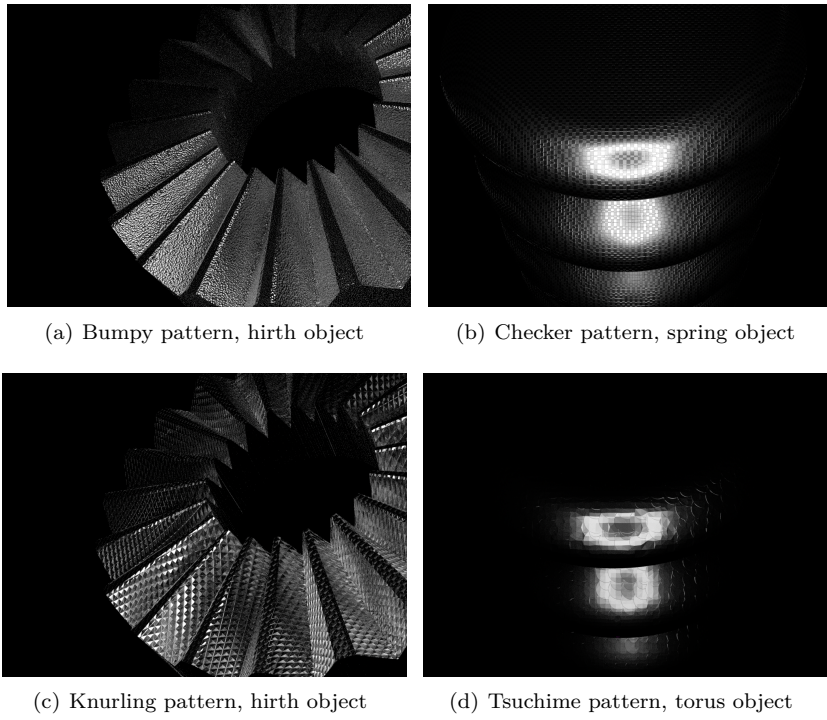 (a) Bumpy pattern, hirth object
(b) Checker pattern, spring object
(c) Knurling pattern, hirth object
(d) Tsuchime pattern, torus object